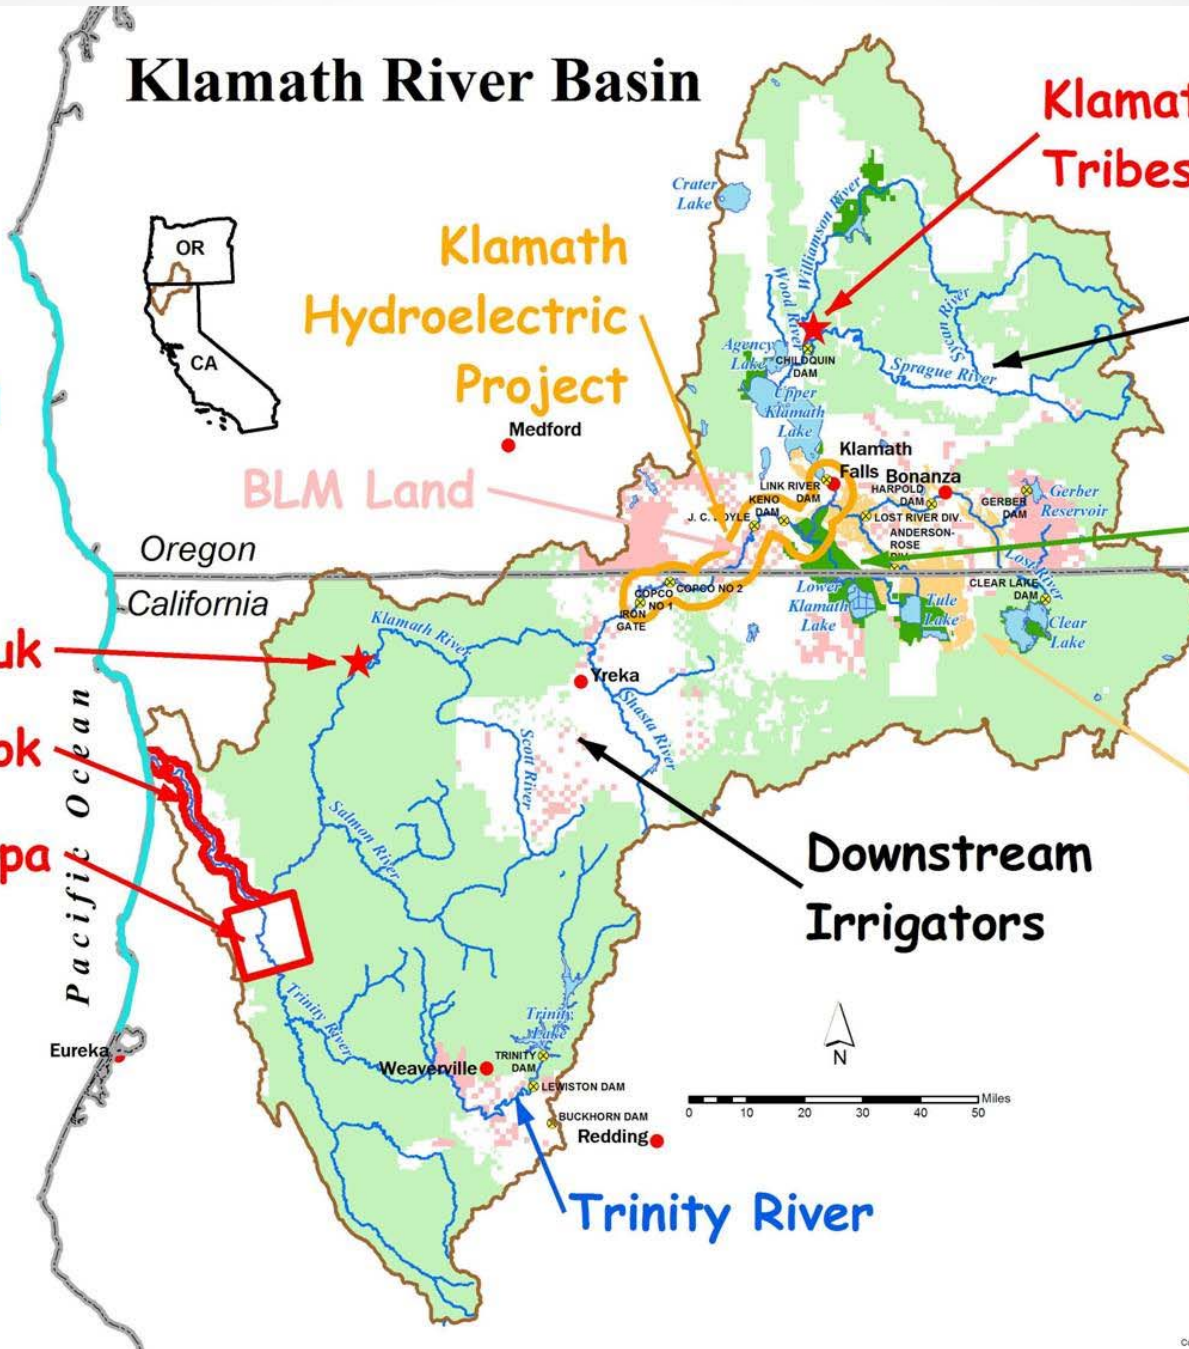 Klamath River Basin
Klamat
Tribes
Crater
Lake
Williamson River
OR
CA
Klamath
Hydroelectric
Project
Wood River
Sycan River
Agency
Lake
CHILOQUIN
DAM
Sprague River
Upper
Klamath
Lake
Medford
Klamath
Falls
Bonanza
BLM Land
LINK RIVER
DAM
HARPOLD
DAM
GERBER
DAM
Gerber
Reservoir
KENO
DAM
J. C. BOYLE
LOST RIVER DIV.
ANDERSON-
ROSE
Oregon
California
Lost River
COPCO NO 2
COPCO
NO 1
IRON
GATE
Lower
Klamath
Lake
Tule
Lake
CLEAR LAKE
DAM
Clear
Lake
Klamath River
uk
Yreka
Shasta River
Scott River
ok
Pacific Ocean
Salmon River
pa
Downstream
Irrigators
Trinity River
Trinity
Lake
N
Eureka
Weaverville
TRINITY
DAM
LEWISTON DAM
BUCKHORN DAM
Redding
Miles
0 10 20 30 40 50
Trinity River